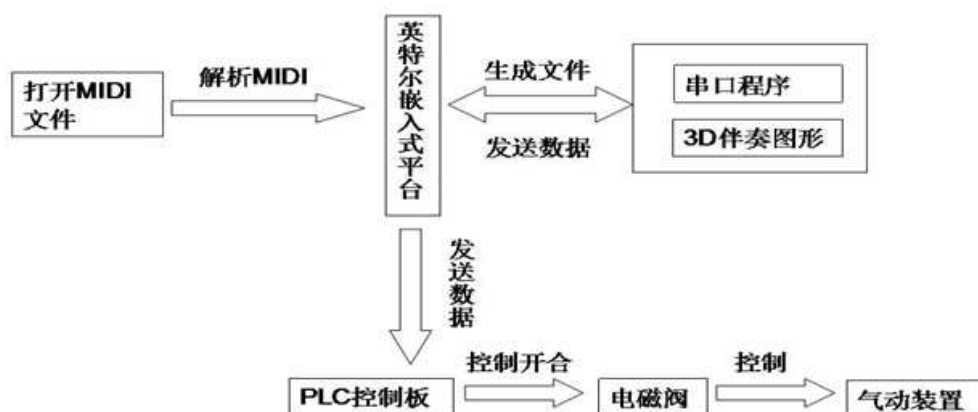 打开MIDI
文件
解析MIDI
英特尔嵌入式平台
生成文件
发送数据
串口程序
3D伴奏图形
发送数据
PLC控制板
控制开合
电磁阀
控制
气动装置